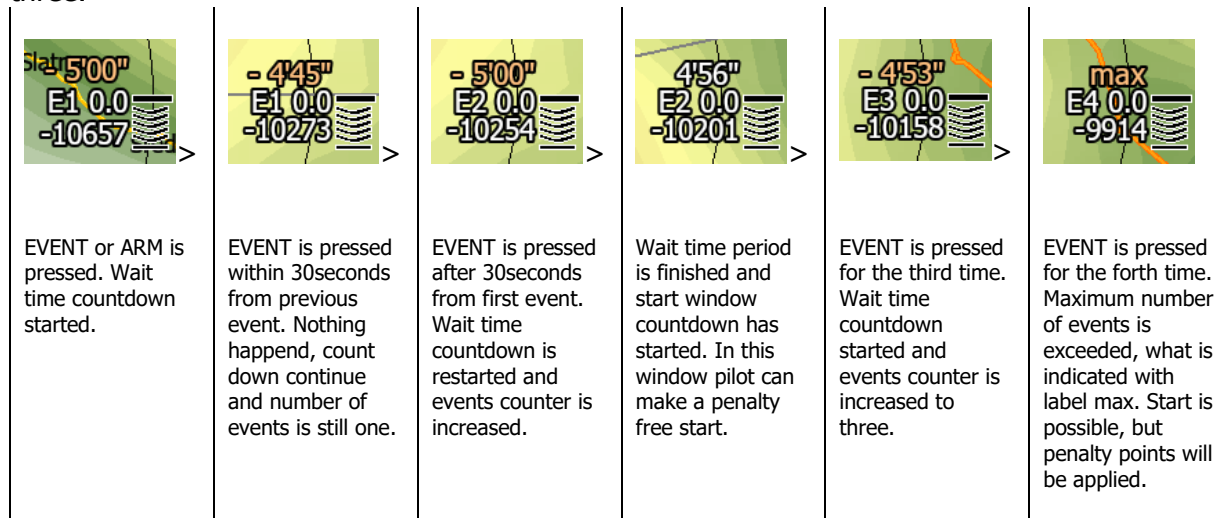 three.
- 5'00"
E1 0.0
-10657
>
EVENT or ARM is
pressed. Wait
time countdown
started.
- 4'45"
E1 0.0
-10273
>
EVENT is pressed
within 30seconds
from previous
event. Nothing
happend, count
down continue
and number of
events is still one.
- 5'00"
E2 0.0
-10254
>
EVENT is pressed
after 30seconds
from first event.
Wait time
countdown is
restarted and
events counter is
increased.
4'56"
E2 0.0
-10201
>
Wait time period
is finished and
start window
countdown has
started. In this
window pilot can
make a penalty
free start.
- 4'53"
E3 0.0
-10158
>
EVENT is pressed
for the third time.
Wait time
countdown
started and
events counter is
increased to
three.
max
E4 0.0
-9914
EVENT is pressed
for the forth time.
Maximum number
of events is
exceeded, what is
indicated with
label max. Start is
possible, but
penalty points will
be applied.